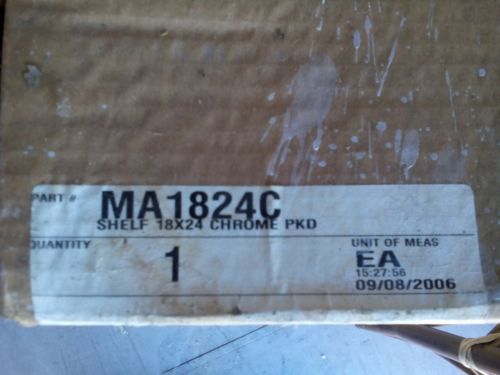 PART # MA1824C
SHELF 18X24 CHROME PKD
QUANTITY 1
UNIT OF MEAS
EA
15:27:56
09/08/2006